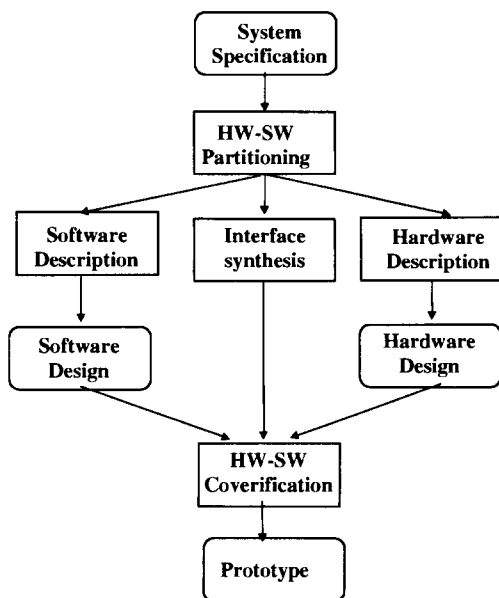 System
Specification
HW-SW
Partitioning
Software
Description
Interface
synthesis
Hardware
Description
Software
Design
Hardware
Design
HW-SW
Coverification
Prototype